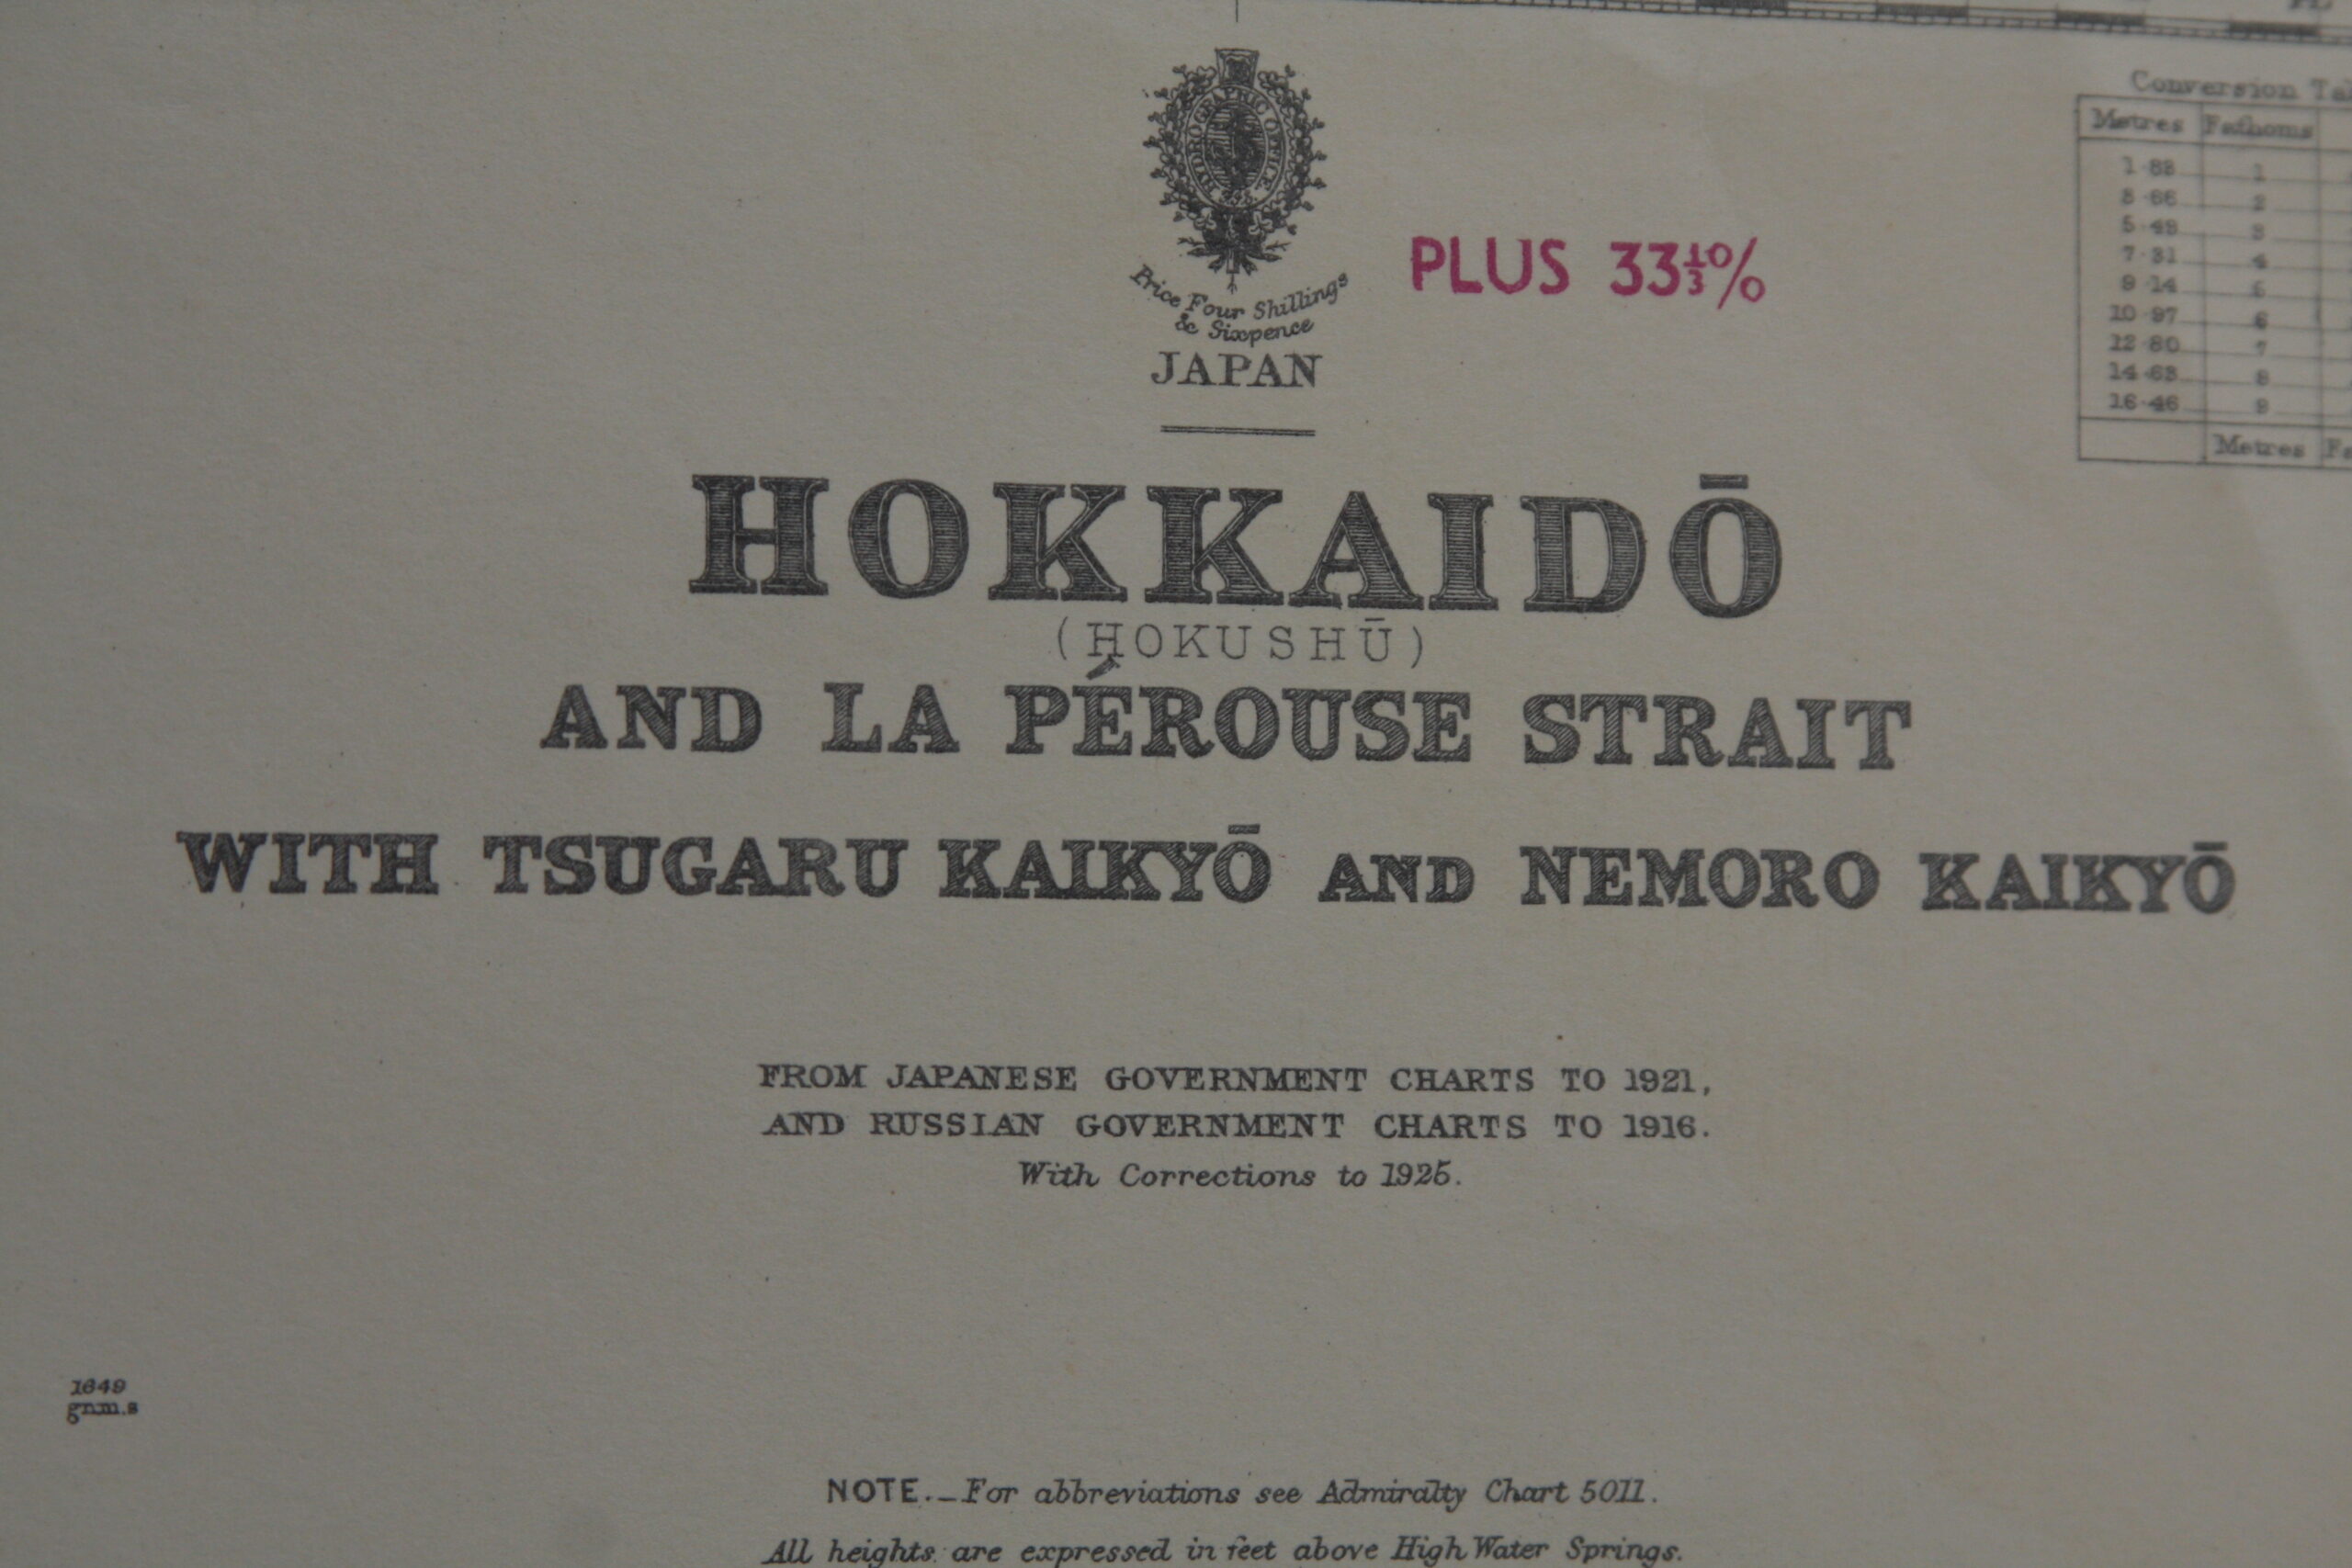 HYDROGRAPHIC OFFICE
Price Four Shillings
& Sixpence
PLUS 33⅓%
JAPAN
HOKKAIDŌ
(HOKUSHŪ)
AND LA PÉROUSE STRAIT
WITH TSUGARU KAIKYŌ AND NEMORO KAIKYŌ
FROM JAPANESE GOVERNMENT CHARTS TO 1921,
AND RUSSIAN GOVERNMENT CHARTS TO 1916.
With Corrections to 1925.
1649
gn.m.s
NOTE._For abbreviations see Admiralty Chart 5011.
All heights are expressed in feet above High Water Springs.
Conversion
Metres Fathoms
1·83 1
3·66 2
5·49 3
7·31 4
9·14 5
10·97 6
12·80 7
14·63 8
16·46 9
Metres